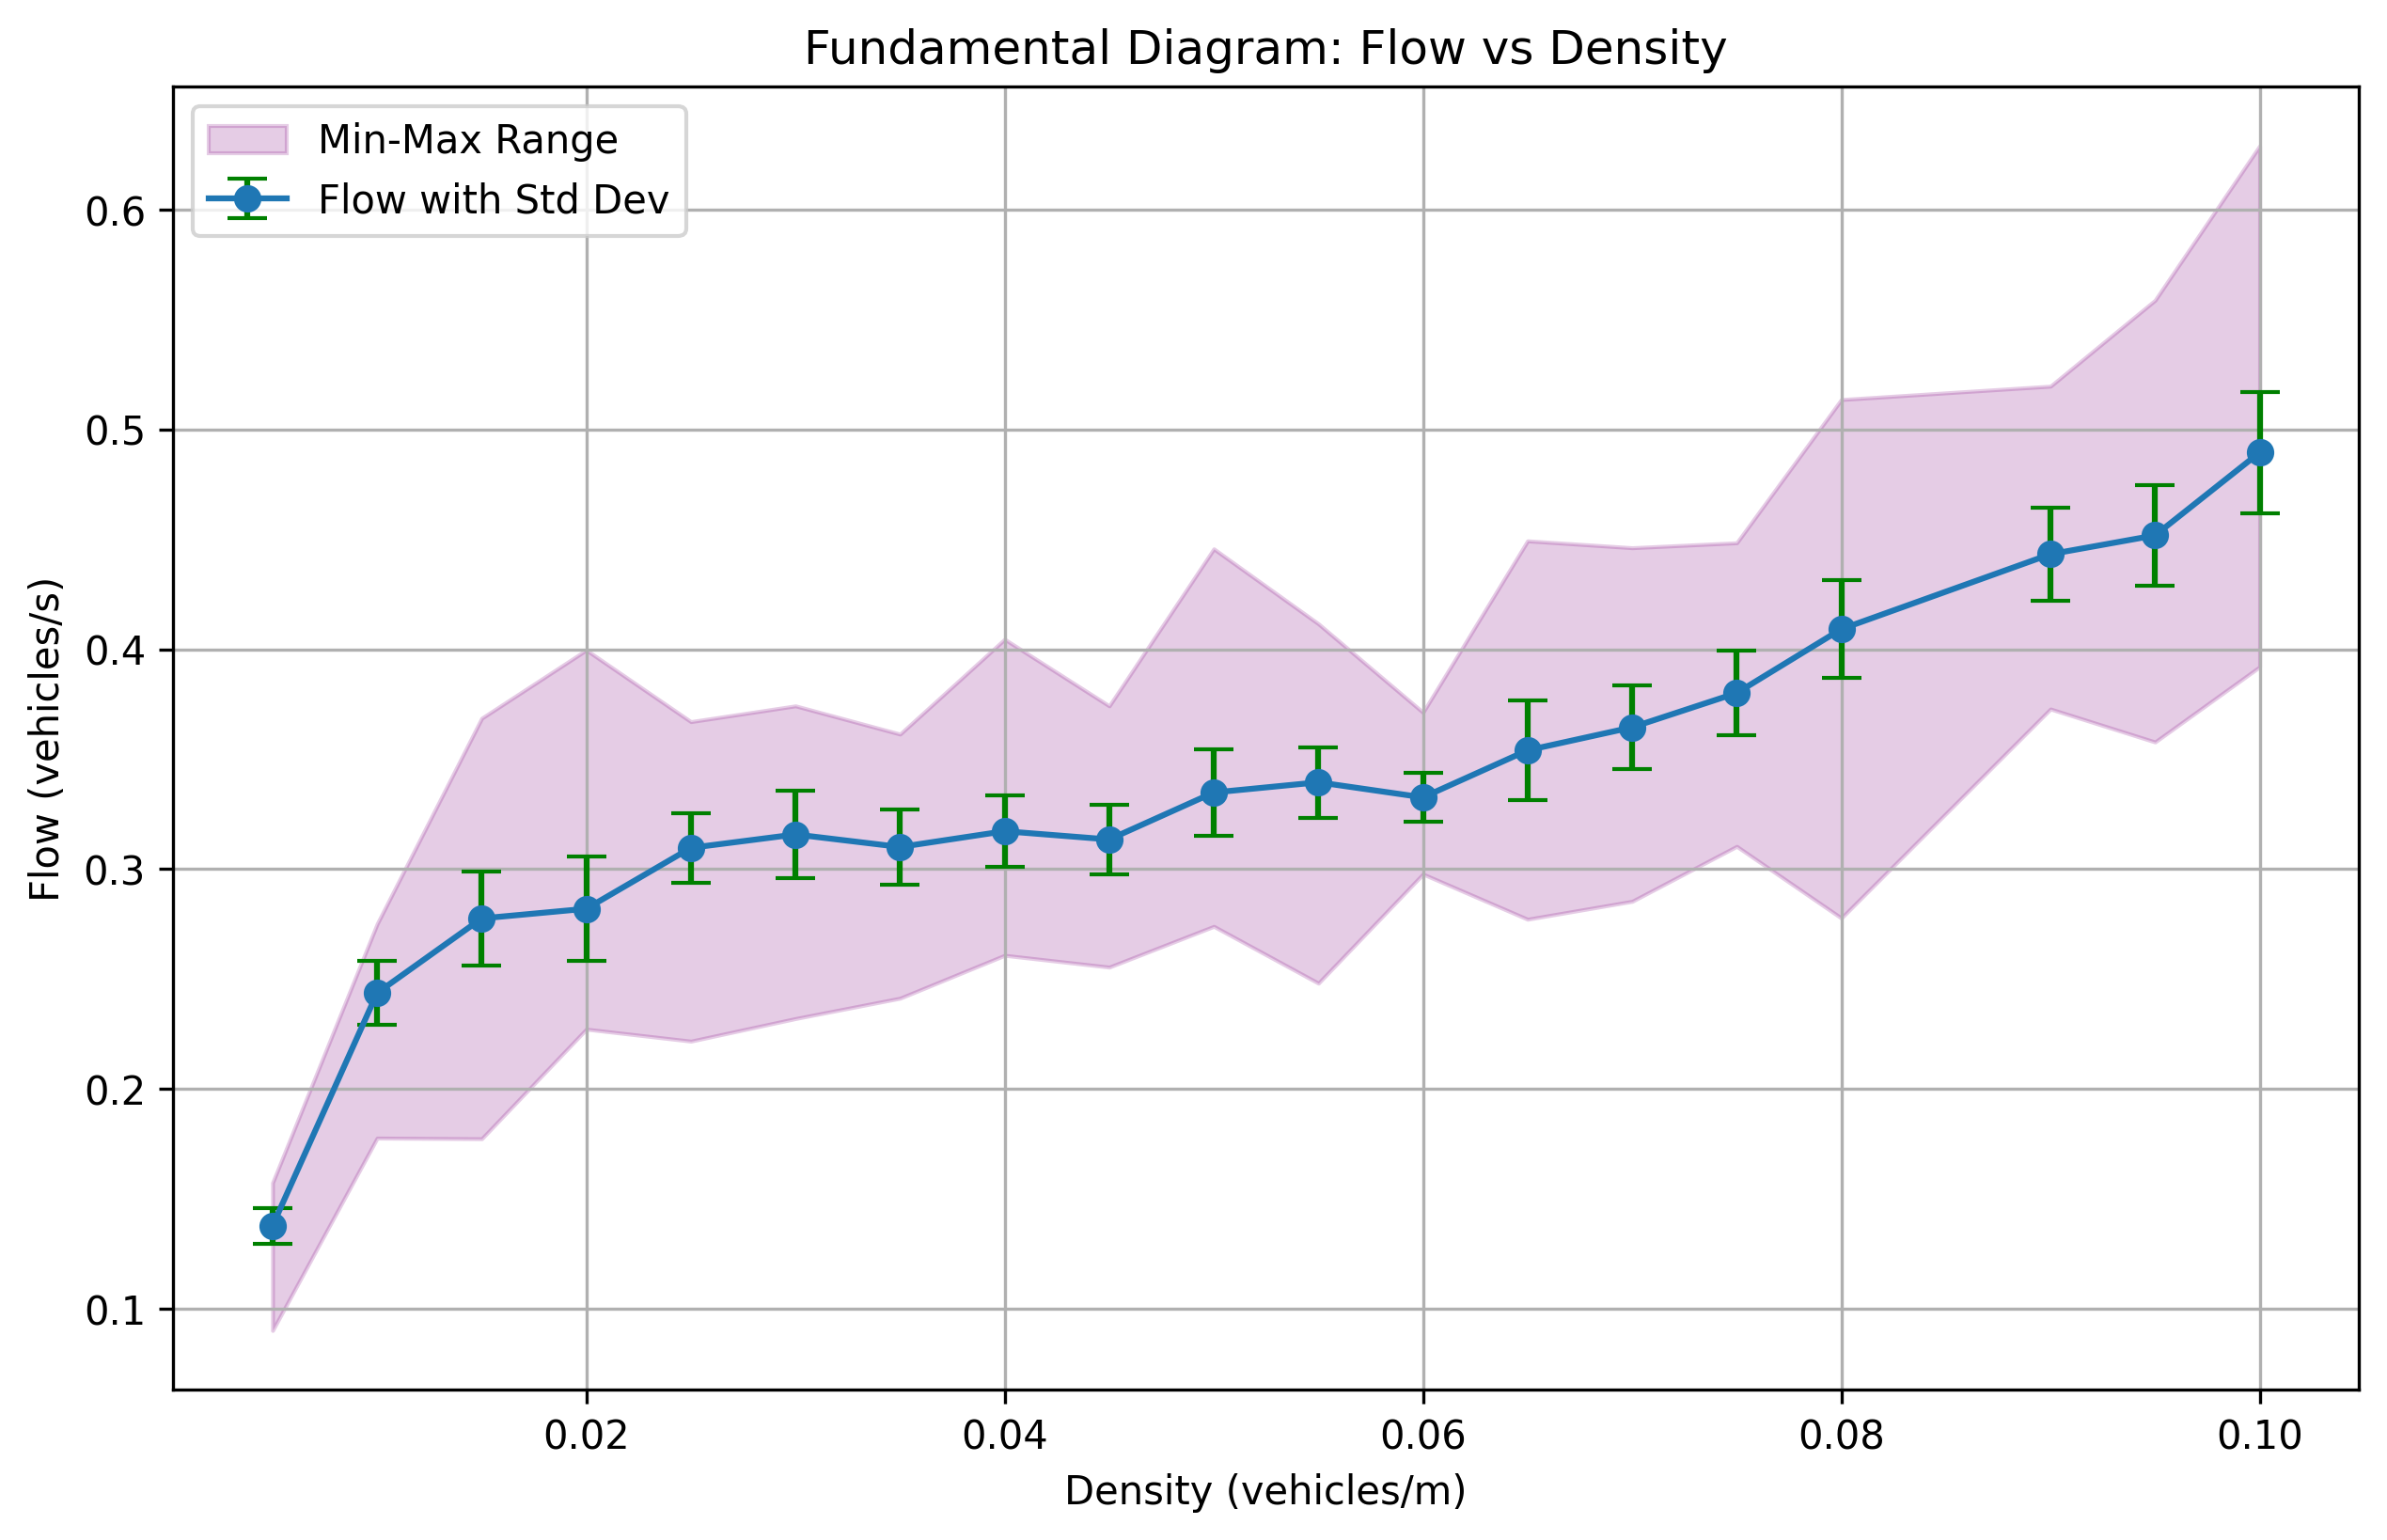 Fundamental Diagram: Flow vs Density
Min-Max Range
Flow with Std Dev
Flow (vehicles/s)
0.6
0.5
0.4
0.3
0.2
0.1
0.02 0.04 0.06 0.08 0.10
Density (vehicles/m)